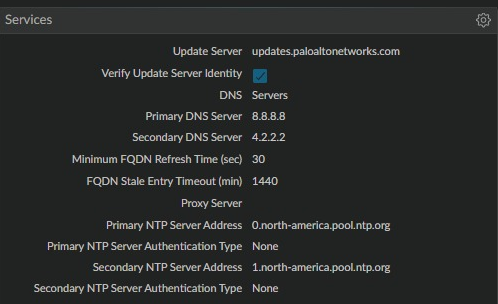 Services
Update Server updates.paloaltonetworks.com
Verify Update Server Identity
DNS Servers
Primary DNS Server 8.8.8.8
Secondary DNS Server 4.2.2.2
Minimum FQDN Refresh Time (sec) 30
FQDN Stale Entry Timeout (min) 1440
Proxy Server
Primary NTP Server Address 0.north-america.pool.ntp.org
Primary NTP Server Authentication Type None
Secondary NTP Server Address 1.north-america.pool.ntp.org
Secondary NTP Server Authentication Type None